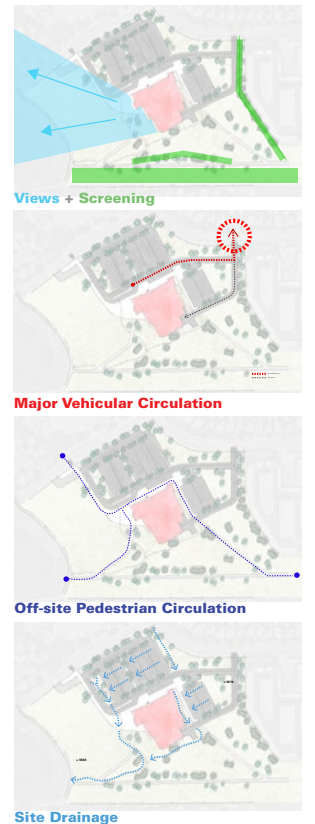 Views + Screening
Major Vehicular Circulation
Off-site Pedestrian Circulation
Site Drainage